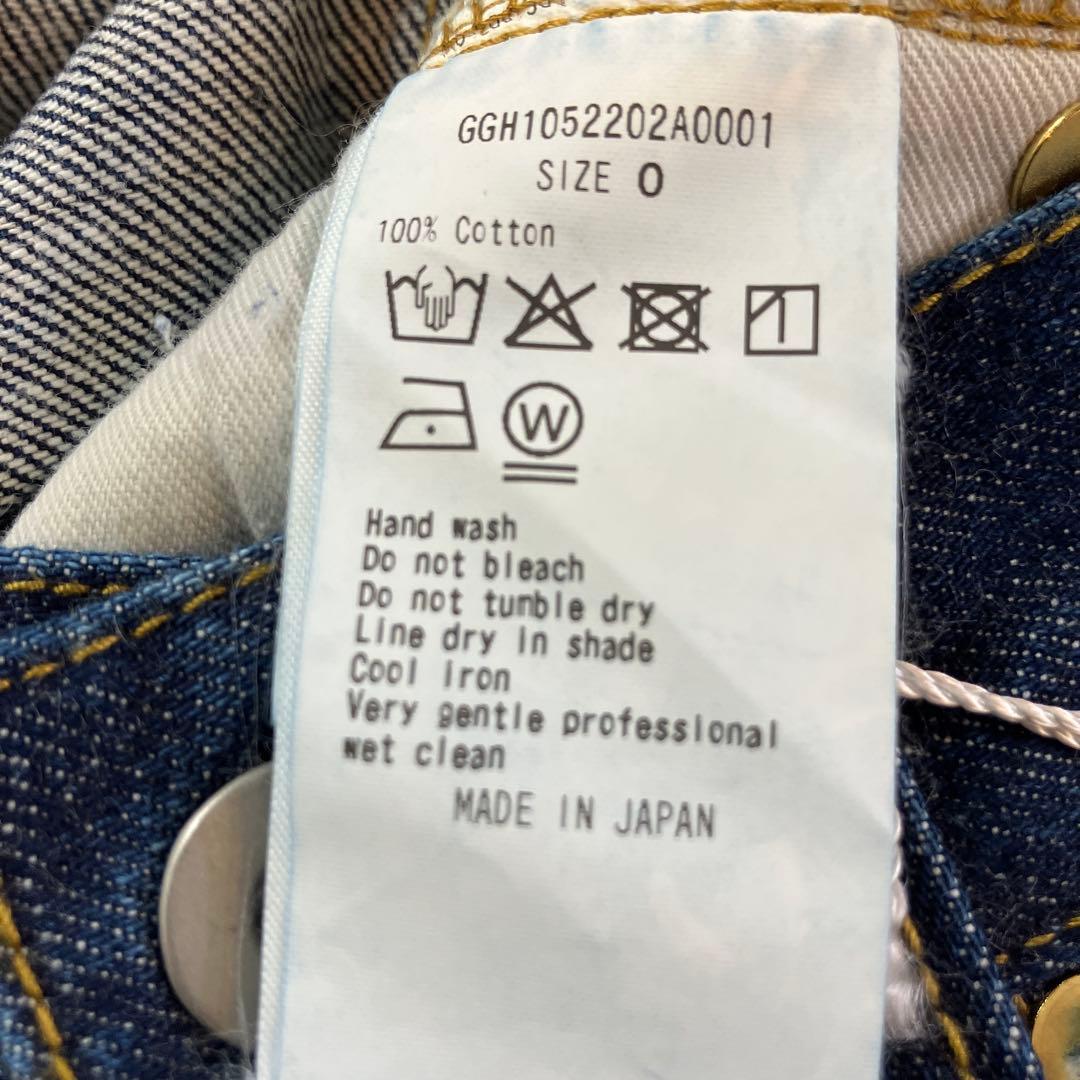 GGH1052202A0001
SIZE 0
100% Cotton
W
Hand wash
Do not bleach
Do not tumble dry
Line dry in shade
Cool iron
Very gentle professional
wet clean
MADE IN JAPAN